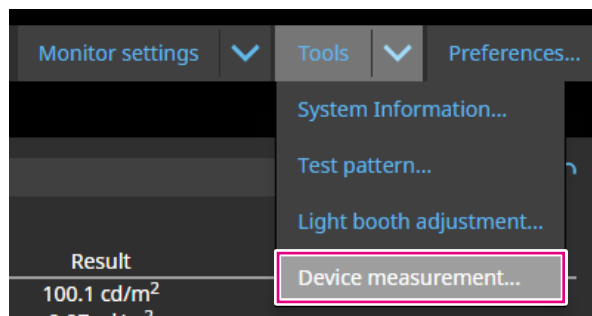 Monitor settings Tools Preferences...
System Information...
Test pattern...
Light booth adjustment...
Device measurement...
Result
100.1 cd/m²